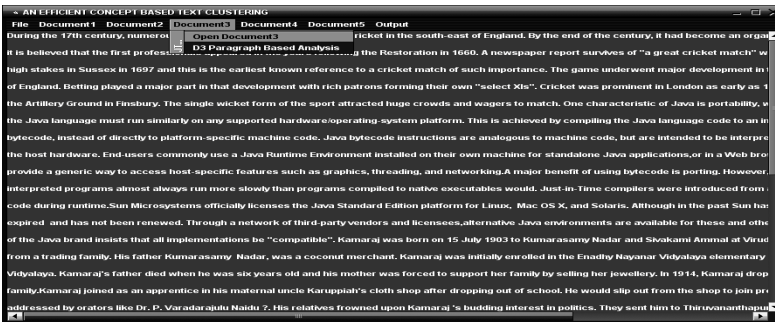 AN EFFICIENT CONCEPT BASED TEXT CLUSTERING
File Document1 Document2 Document3 Document4 Document5 Output
Open Document3
D3 Paragraph Based Analysis
During the 17th century, numerou ricket in the south-east of England. By the end of the century, it had become an orga
it is believed that the first profes the Restoration in 1660. A newspaper report survives of "a great cricket match" w
high stakes in Sussex in 1697 and this is the earliest known reference to a cricket match of such importance. The game underwent major development in t
of England. Betting played a major part in that development with rich patrons forming their own "select XIs". Cricket was prominent in London as early as 1
the Artillery Ground in Finsbury. The single wicket form of the sport attracted huge crowds and wagers to match. One characteristic of Java is portability, w
the Java language must run similarly on any supported hardware/operating-system platform. This is achieved by compiling the Java language code to an in
bytecode, instead of directly to platform-specific machine code. Java bytecode instructions are analogous to machine code, but are intended to be interpre
the host hardware. End-users commonly use a Java Runtime Environment installed on their own machine for standalone Java applications,or in a Web bro
provide a generic way to access host-specific features such as graphics, threading, and networking.A major benefit of using bytecode is porting. However,
interpreted programs almost always run more slowly than programs compiled to native executables would. Just-in-Time compilers were introduced from
code during runtime.Sun Microsystems officially licenses the Java Standard Edition platform for Linux, Mac OS X, and Solaris. Although in the past Sun has
expired and has not been renewed. Through a network of third-party vendors and licensees,alternative Java environments are available for these and othe
of the Java brand insists that all implementations be "compatible". Kamaraj was born on 15 July 1903 to Kumarasamy Nadar and Sivakami Ammal at Virud
from a trading family. His father Kumarasamy Nadar, was a coconut merchant. Kamaraj was initially enrolled in the Enadhy Nayanar Vidyalaya elementary
Vidyalaya. Kamaraj's father died when he was six years old and his mother was forced to support her family by selling her jewellery. In 1914, Kamaraj drop
family.Kamaraj joined as an apprentice in his maternal uncle Karuppiah's cloth shop after dropping out of school. He would slip out from the shop to join pr
addressed by orators like Dr. P. Varadarajulu Naidu ?. His relatives frowned upon Kamaraj 's budding interest in politics. They sent him to Thiruvananthapu